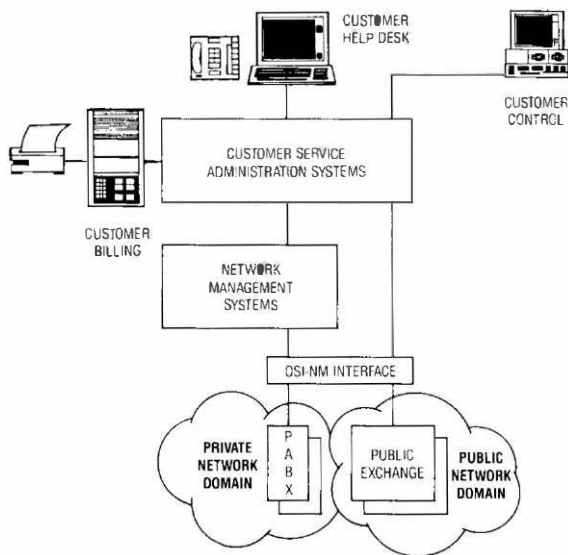 CUSTOMER
HELP DESK
CUSTOMER
CONTROL
CUSTOMER SERVICE
ADMINISTRATION SYSTEMS
CUSTOMER
BILLING
NETWORK
MANAGEMENT
SYSTEMS
OSI-NM INTERFACE
PRIVATE
NETWORK
DOMAIN
P
A
B
X
PUBLIC
EXCHANGE
PUBLIC
NETWORK
DOMAIN